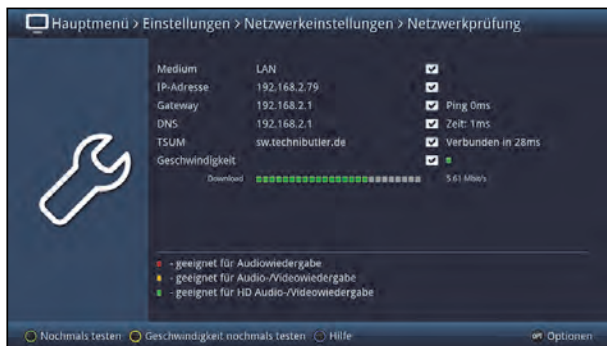 Hauptmenü > Einstellungen > Netzwerkeinstellungen > Netzwerkprüfung
Medium LAN
IP-Adresse 192.168.2.79
Gateway 192.168.2.1 Ping 0ms
DNS 192.168.2.1 Zeit: 1ms
TSUM sw.technibutler.de Verbunden in 28ms
Geschwindigkeit
Download 5.61 Mbit/s
- geeignet für Audiowiedergabe
- geeignet für Audio-/Videowiedergabe
- geeignet für HD Audio-/Videowiedergabe
Nochmals testen Geschwindigkeit nochmals testen Hilfe OPT Optionen